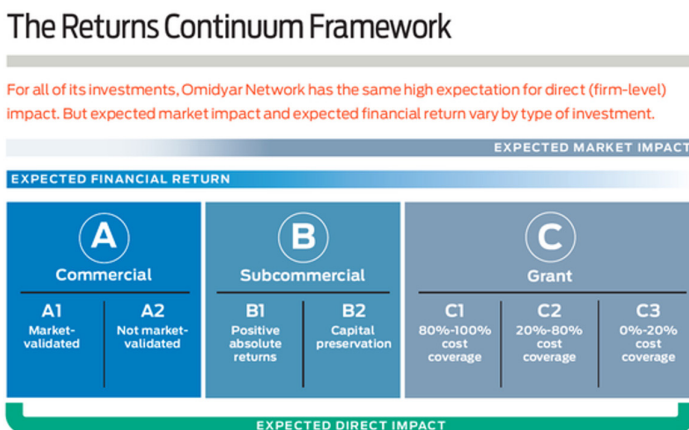 The Returns Continuum Framework
For all of its investments, Omidyar Network has the same high expectation for direct (firm-level)
impact. But expected market impact and expected financial return vary by type of investment.
EXPECTED MARKET IMPACT
EXPECTED FINANCIAL RETURN
A
Commercial
A1
Market-
validated
A2
Not market-
validated
B
Subcommercial
B1
Positive
absolute
returns
B2
Capital
preservation
C
Grant
C1
80%-100%
cost
coverage
C2
20%-80%
cost
coverage
C3
0%-20%
cost
coverage
EXPECTED DIRECT IMPACT